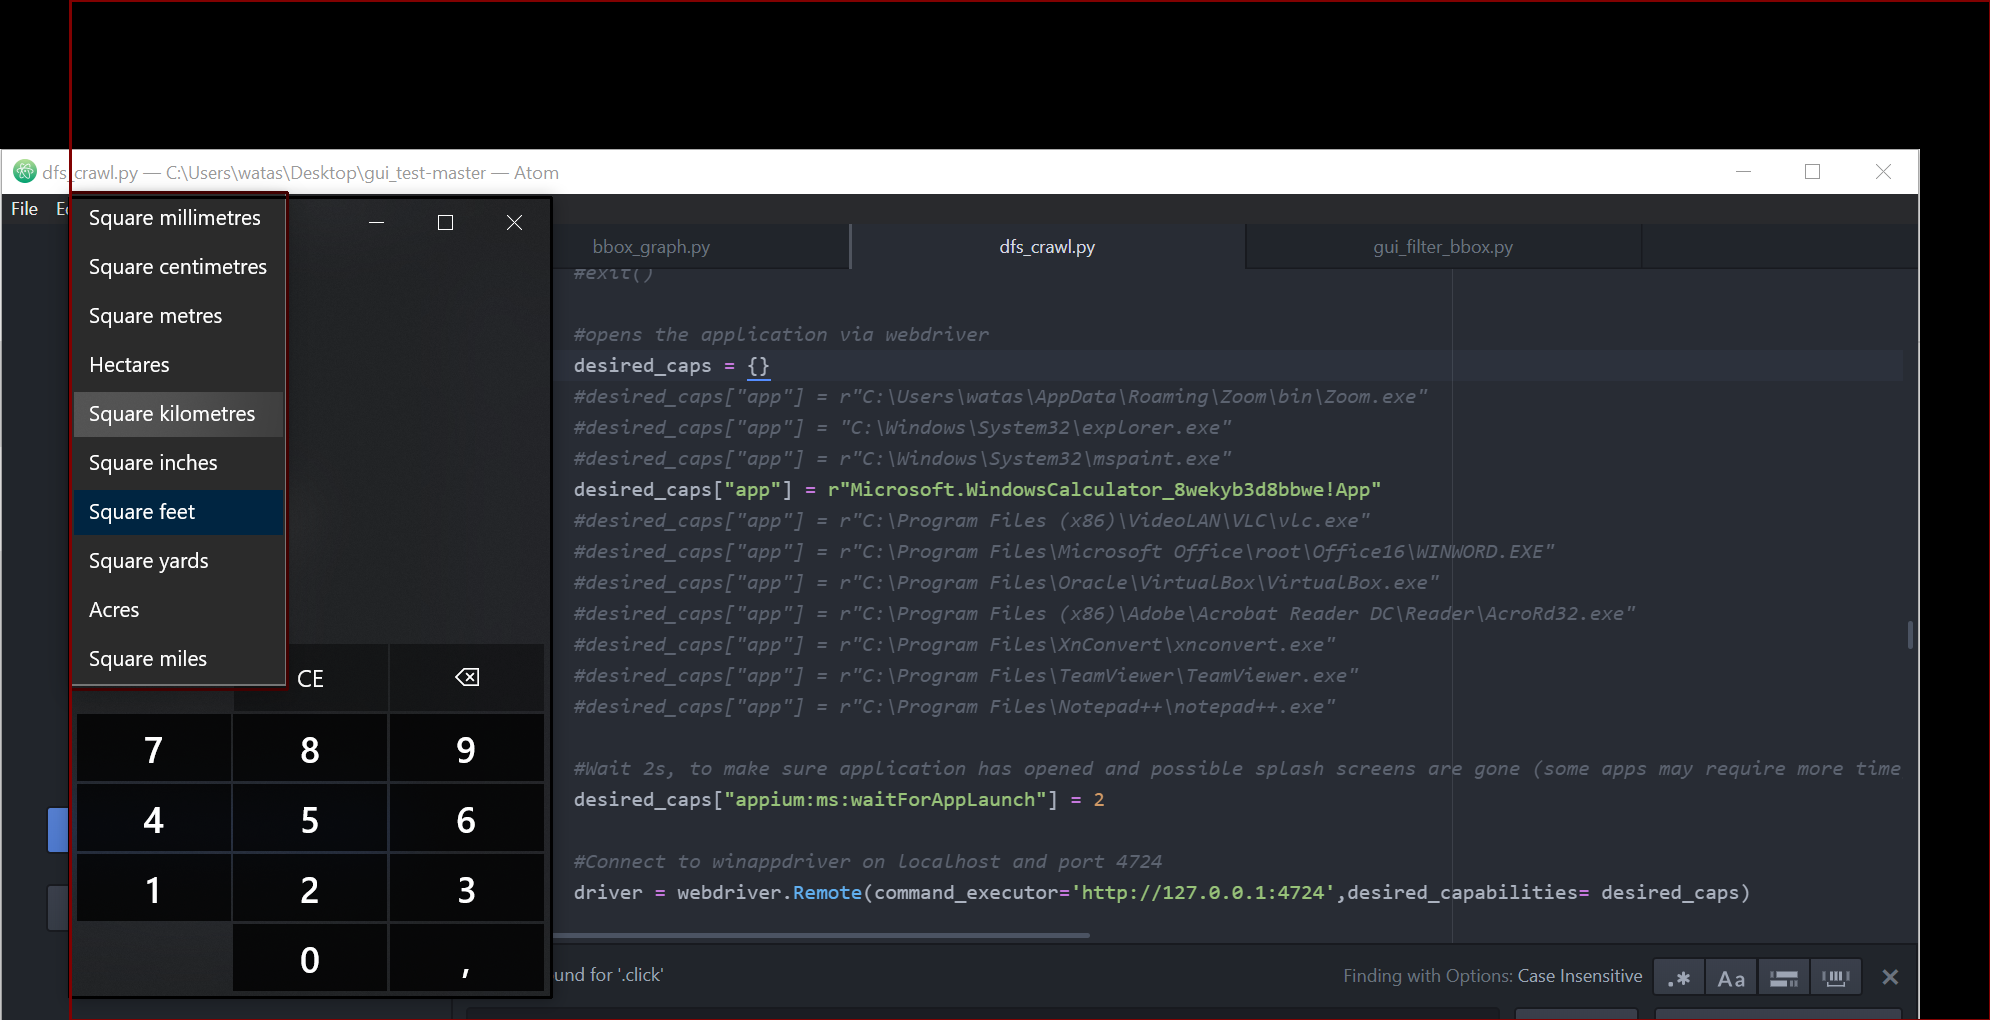 dfs_crawl.py — C:\Users\watas\Desktop\gui_test-master — Atom
File
Square millimetres
Square centimetres
Square metres
Hectares
Square kilometres
Square inches
Square feet
Square yards
Acres
Square miles
CE
7 8 9
4 5 6
1 2 3
0 ,
bbox_graph.py dfs_crawl.py gui_filter_bbox.py
#exit()
#opens the application via webdriver
desired_caps = {}
#desired_caps["app"] = r"C:\Users\watas\AppData\Roaming\Zoom\bin\Zoom.exe"
#desired_caps["app"] = "C:\Windows\System32\explorer.exe"
#desired_caps["app"] = r"C:\Windows\System32\mspaint.exe"
desired_caps["app"] = r"Microsoft.WindowsCalculator_8wekyb3d8bbwe!App"
#desired_caps["app"] = r"C:\Program Files (x86)\VideoLAN\VLC\vlc.exe"
#desired_caps["app"] = r"C:\Program Files\Microsoft Office\root\Office16\WINWORD.EXE"
#desired_caps["app"] = r"C:\Program Files\Oracle\VirtualBox\VirtualBox.exe"
#desired_caps["app"] = r"C:\Program Files (x86)\Adobe\Acrobat Reader DC\Reader\AcroRd32.exe"
#desired_caps["app"] = r"C:\Program Files\XnConvert\xnconvert.exe"
#desired_caps["app"] = r"C:\Program Files\TeamViewer\TeamViewer.exe"
#desired_caps["app"] = r"C:\Program Files\Notepad++\notepad++.exe"
#Wait 2s, to make sure application has opened and possible splash screens are gone (some apps may require more time
desired_caps["appium:ms:waitForAppLaunch"] = 2
#Connect to winappdriver on localhost and port 4724
driver = webdriver.Remote(command_executor='http://127.0.0.1:4724',desired_capabilities= desired_caps)
und for '.click'
Finding with Options: Case Insensitive
.* Aa